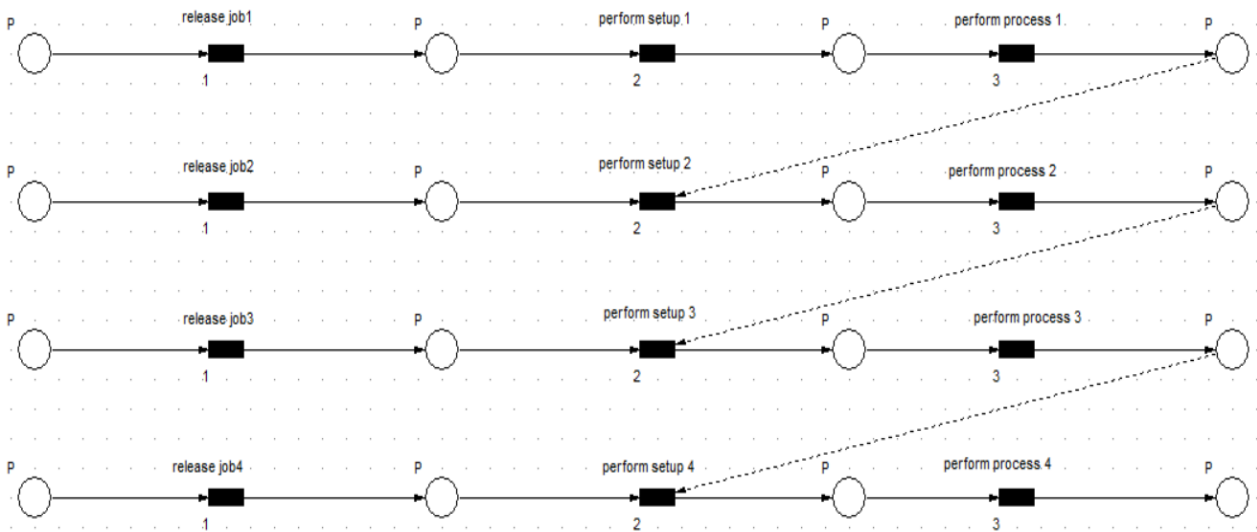 P release job1 P perform setup 1 P perform process 1 P
1 2 3
P release job2 P perform setup 2 P perform process 2 P
1 2 3
P release job3 P perform setup 3 P perform process 3 P
1 2 3
P release job4 P perform setup 4 P perform process 4 P
1 2 3